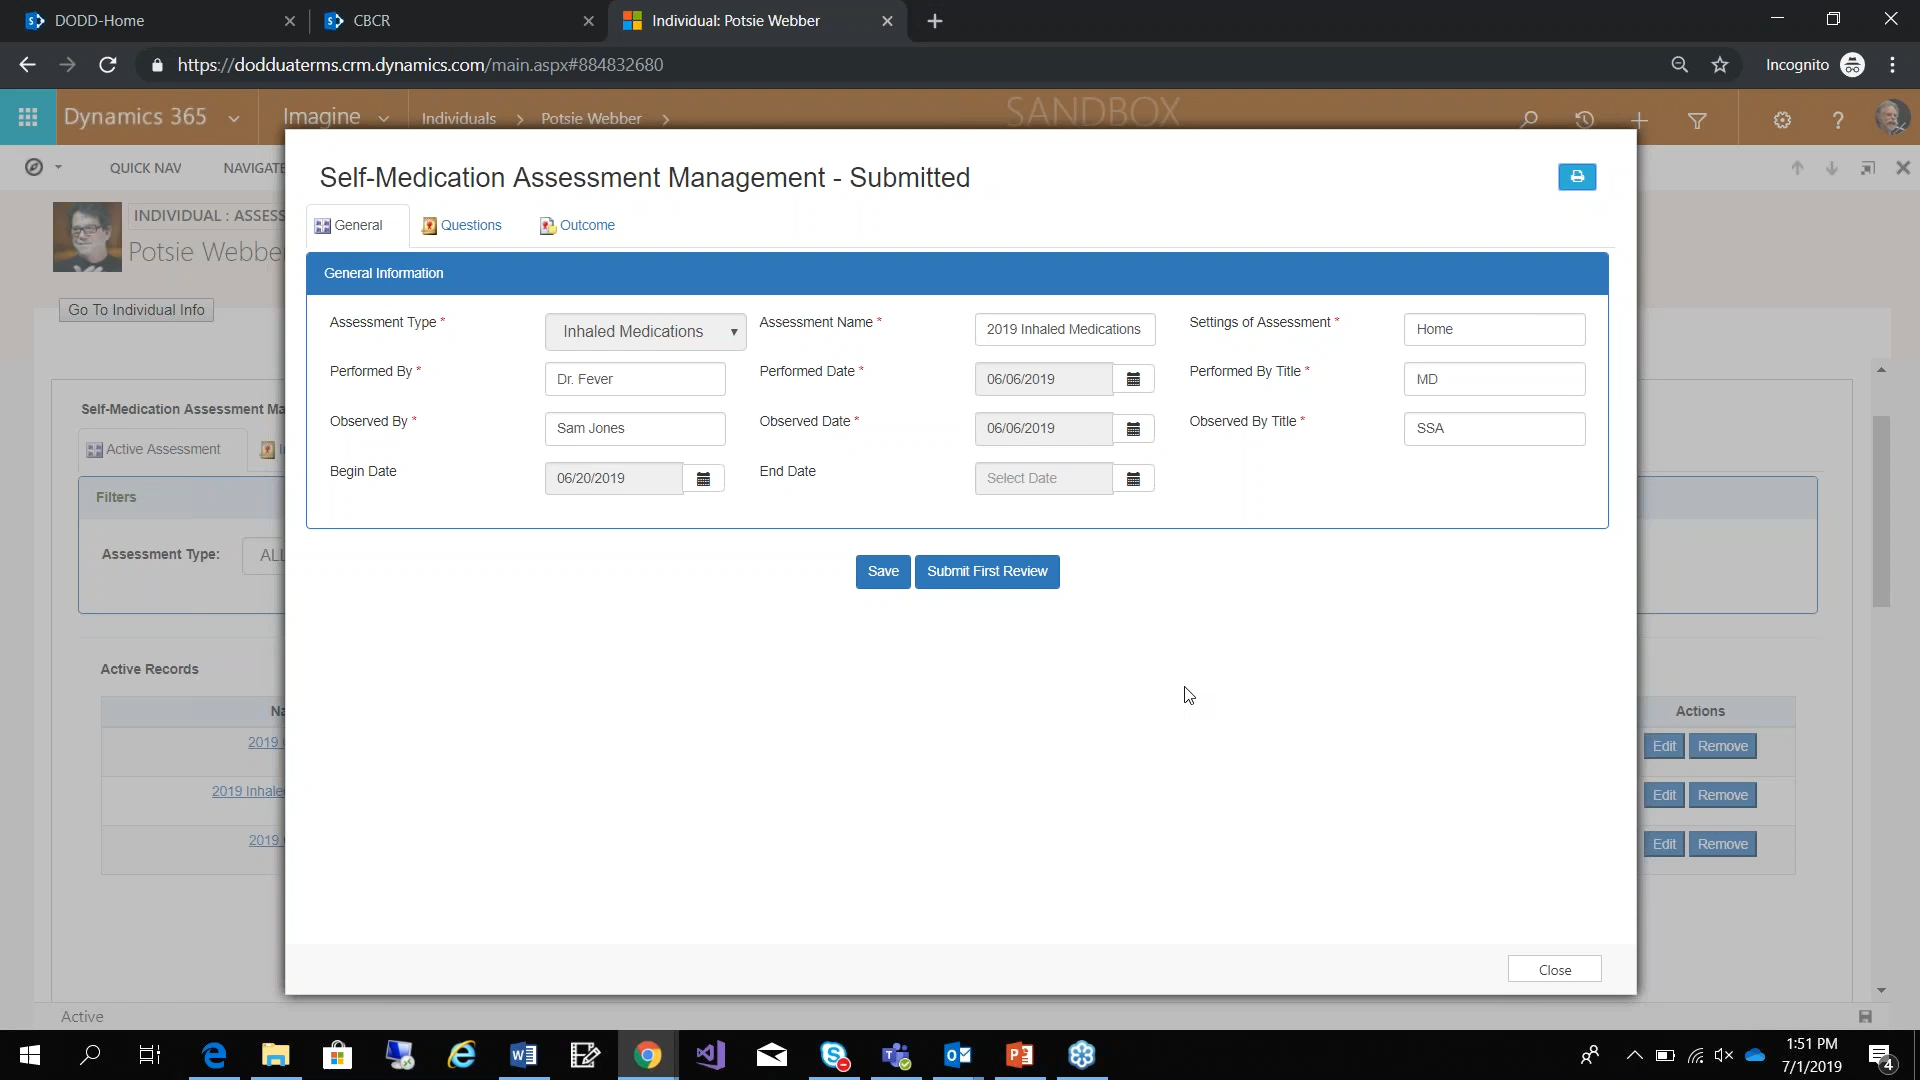 DODD-Home
CBCR
Individual: Potsie Webber
https://dodduaterms.crm.dynamics.com/main.aspx#884832680
Incognito
Dynamics 365
Imagine
Individuals
Potsie Webber
SANDBOX
QUICK NAV
NAVIGATE
INDIVIDUAL : ASSESS
Potsie Webbe
Go To Individual Info
Self-Medication Assessment Ma
Active Assessment
Filters
Assessment Type:
ALL
Active Records
Na
Actions
2019
Edit Remove
2019 Inhale
Edit Remove
2019
Edit Remove
Active
Self-Medication Assessment Management - Submitted
General
Questions
Outcome
General Information
Assessment Type * Inhaled Medications Assessment Name * 2019 Inhaled Medications Settings of Assessment * Home
Performed By * Dr. Fever Performed Date * 06/06/2019 Performed By Title * MD
Observed By * Sam Jones Observed Date * 06/06/2019 Observed By Title * SSA
Begin Date 06/20/2019 End Date Select Date
Save Submit First Review
Close
1:51 PM
7/1/2019
4